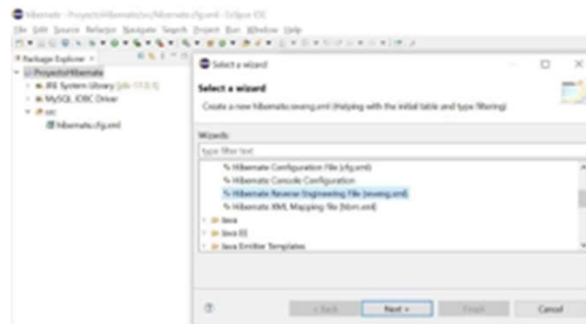 Hibernate - ProyectoHibernate/src/hibernate.cfg.xml - Eclipse IDE
File Edit Source Refactor Navigate Search Project Run Window Help
Package Explorer
ProyectoHibernate
JRE System Library
MySQL JDBC Driver
src
hibernate.cfg.xml
Select a wizard
Select a wizard
Create a new hibernate.reveng.xml (helping with the initial table and type filtering)
Wizards:
type filter text
Hibernate Configuration File (cfg.xml)
Hibernate Console Configuration
Hibernate Reverse Engineering File (reveng.xml)
Hibernate XML Mapping file (hbm.xml)
Java
Java EE
Java Emitter Templates
?
< Back
Next >
Finish
Cancel